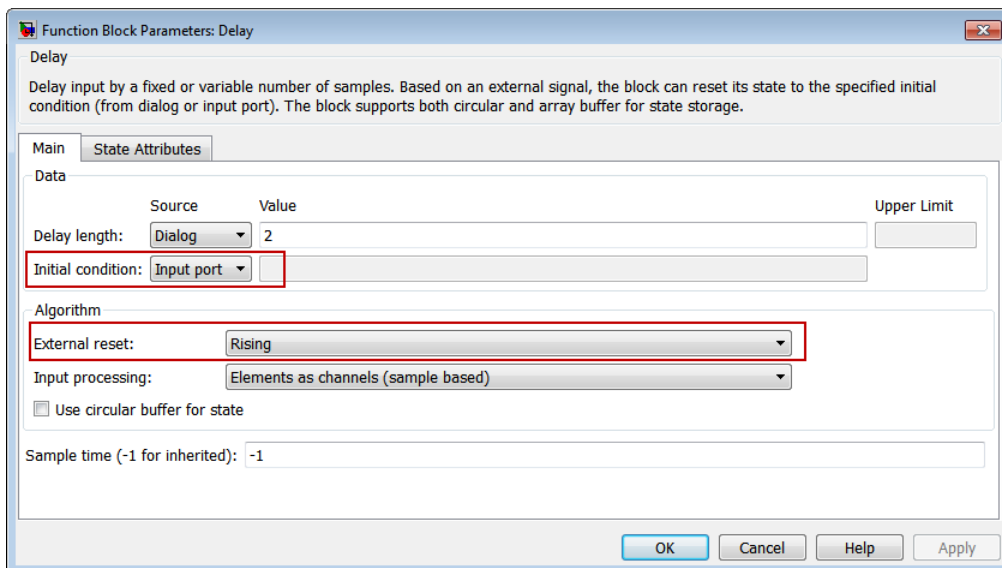 Function Block Parameters: Delay
Delay
Delay input by a fixed or variable number of samples. Based on an external signal, the block can reset its state to the specified initial
condition (from dialog or input port). The block supports both circular and array buffer for state storage.
Main State Attributes
Data
Source Value Upper Limit
Delay length: Dialog 2
Initial condition: Input port
Algorithm
External reset: Rising
Input processing: Elements as channels (sample based)
Use circular buffer for state
Sample time (-1 for inherited): -1
OK Cancel Help Apply